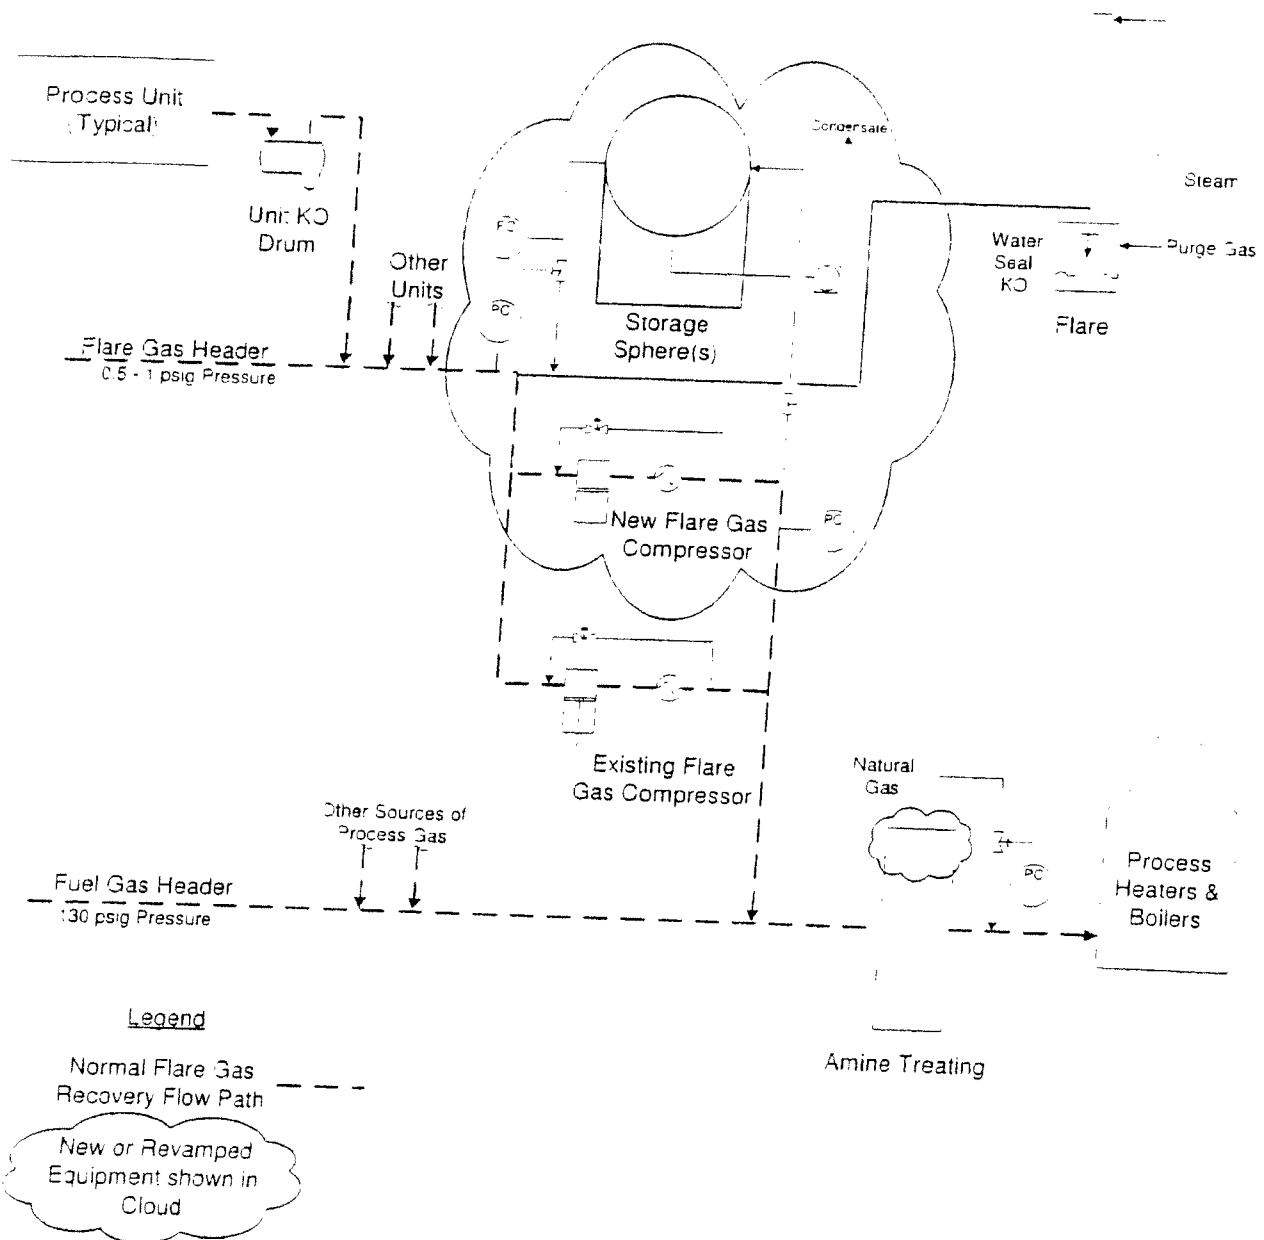 Process Unit
(Typical)
Unit KO
Drum
Other
Units
Flare Gas Header
0.5 - 1 psig Pressure
FC
PC
Storage
Sphere(s)
Condensate
Steam
Water
Seal
KO
Purge Gas
Flare
New Flare Gas
Compressor
PC
Existing Flare
Gas Compressor
Other Sources of
Process Gas
Fuel Gas Header
130 psig Pressure
Natural
Gas
PC
Process
Heaters &
Boilers
Amine Treating
Legend
Normal Flare Gas
Recovery Flow Path
New or Revamped
Equipment shown in
Cloud